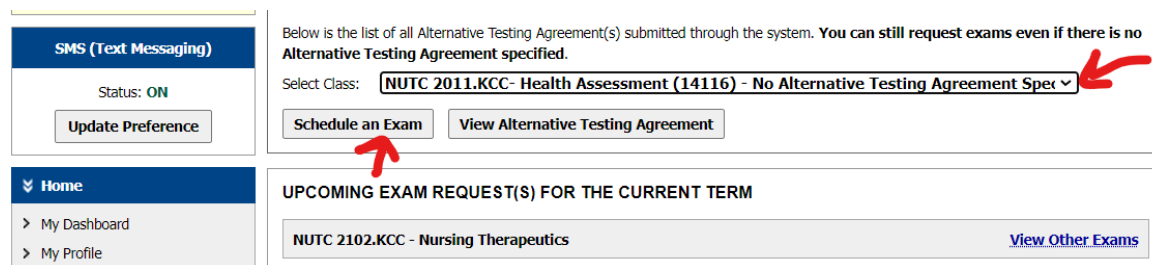 SMS (Text Messaging)
Status: ON
Update Preference
Home
My Dashboard
My Profile
Below is the list of all Alternative Testing Agreement(s) submitted through the system. You can still request exams even if there is no
Alternative Testing Agreement specified.
Select Class: NUTC 2011.KCC- Health Assessment (14116) - No Alternative Testing Agreement Spec
Schedule an Exam View Alternative Testing Agreement
UPCOMING EXAM REQUEST(S) FOR THE CURRENT TERM
NUTC 2102.KCC - Nursing Therapeutics View Other Exams